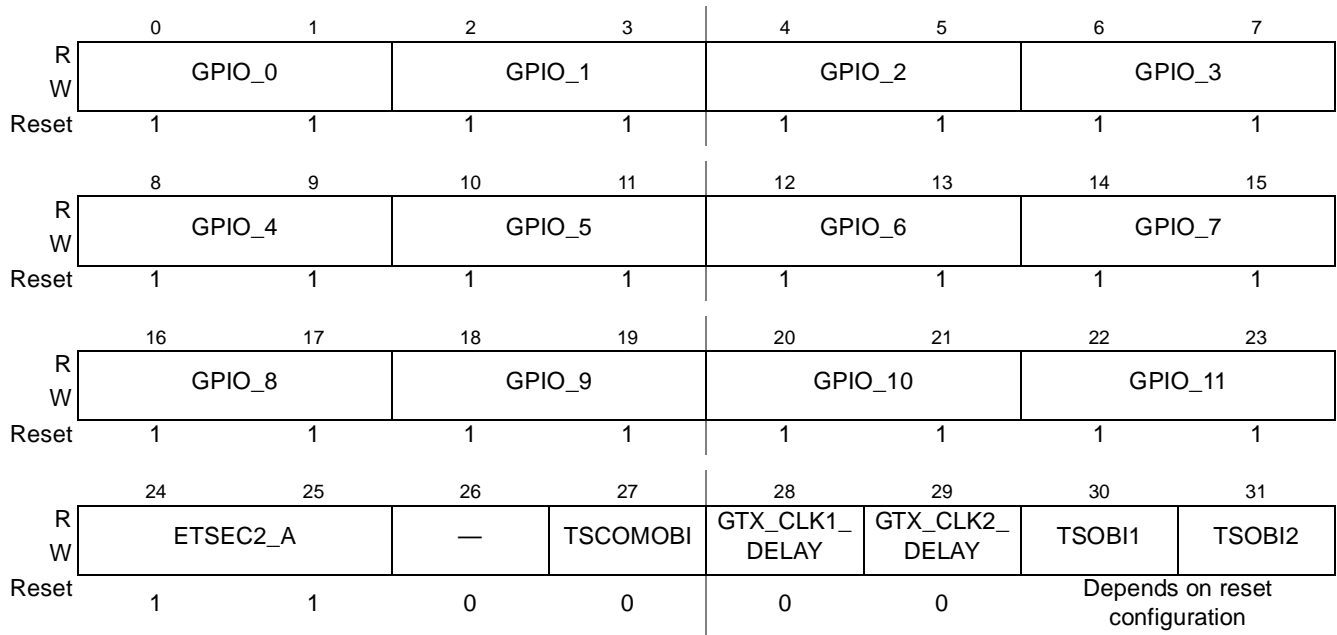 0 1 2 3 4 5 6 7
R
W
GPIO_0 GPIO_1 GPIO_2 GPIO_3
Reset 1 1 1 1 1 1 1 1
8 9 10 11 12 13 14 15
R
W
GPIO_4 GPIO_5 GPIO_6 GPIO_7
Reset 1 1 1 1 1 1 1 1
16 17 18 19 20 21 22 23
R
W
GPIO_8 GPIO_9 GPIO_10 GPIO_11
Reset 1 1 1 1 1 1 1 1
24 25 26 27 28 29 30 31
R
W
ETSEC2_A — TSCOMOBI GTX_CLK1_ GTX_CLK2_ TSOBI1 TSOBI2
DELAY DELAY
Reset 1 1 0 0 0 0 Depends on reset
configuration